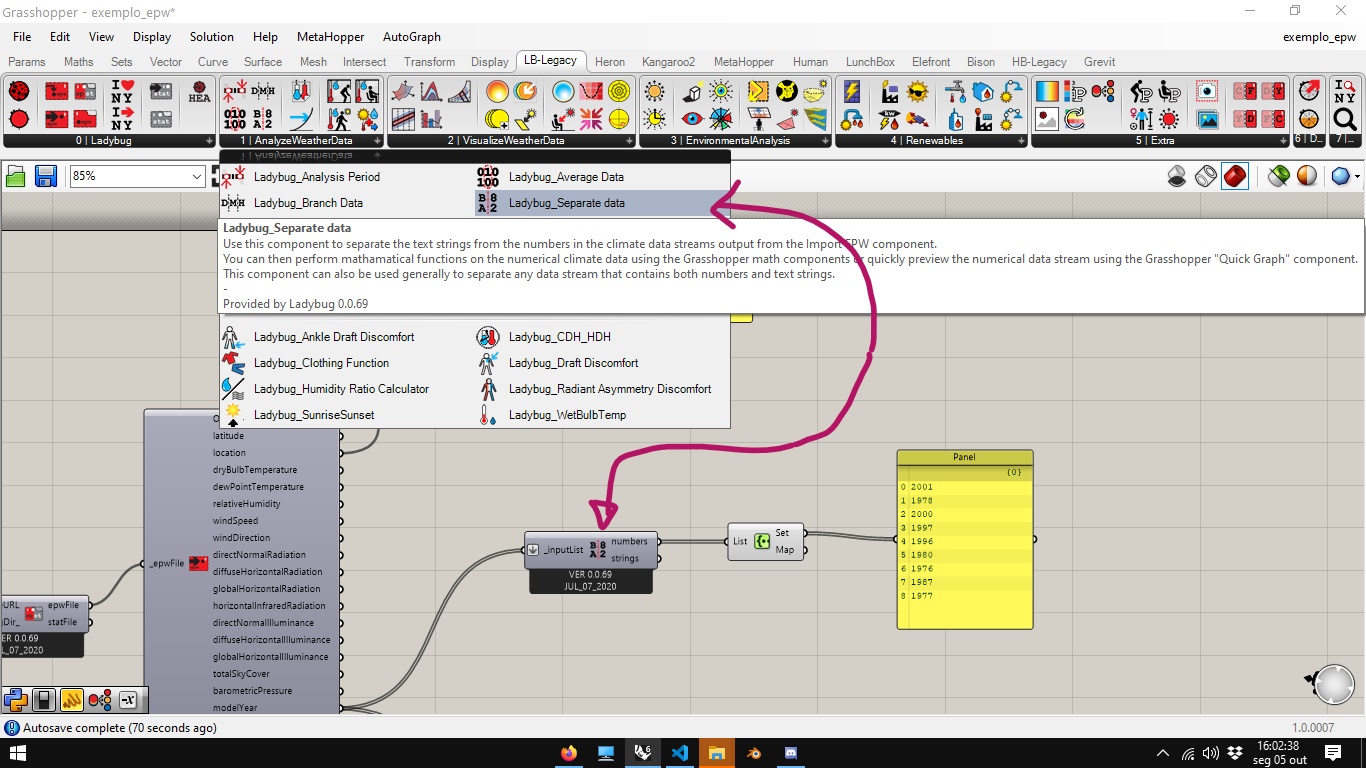 Grasshopper - exemplo_epw*
File Edit View Display Solution Help MetaHopper AutoGraph exemplo_epw
Params Maths Sets Vector Curve Surface Mesh Intersect Transform Display LB-Legacy Heron Kangaroo2 MetaHopper Human LunchBox Elefront Bison HB-Legacy Grevit
0 | Ladybug 1 | AnalyzeWeatherData 2 | VisualizeWeatherData 3 | EnvironmentalAnalysis 4 | Renewables 5 | Extra 6 | D... 7 |...
85%
Ladybug_Analysis Period Ladybug_Average Data
Ladybug_Branch Data Ladybug_Separate data
Ladybug_Separate data
Use this component to separate the text strings from the numbers in the climate data streams output from the Import EPW component.
You can then perform mathamatical functions on the numerical climate data using the Grasshopper math components or quickly preview the numerical data stream using the Grasshopper "Quick Graph" component.
This component can also be used generally to separate any data stream that contains both numbers and text strings.
-
Provided by Ladybug 0.0.69
Ladybug_Ankle Draft Discomfort Ladybug_CDH_HDH
Ladybug_Clothing Function Ladybug_Draft Discomfort
Ladybug_Humidity Ratio Calculator Ladybug_Radiant Asymmetry Discomfort
Ladybug_SunriseSunset Ladybug_WetBulbTemp
latitude
location
dryBulbTemperature
dewPointTemperature
relativeHumidity
windSpeed
windDirection
directNormalRadiation
diffuseHorizontalRadiation
globalHorizontalRadiation
horizontalInfraredRadiation
directNormalIlluminance
diffuseHorizontalIlluminance
globalHorizontalIlluminance
totalSkyCover
barometricPressure
modelYear
_epwFile
URL epwFile
Dir_ statFile
ER 0.0.69
L_07_2020
_inputList numbers
strings
VER 0.0.69
JUL_07_2020
List Set
Map
Panel
{0}
0 2001
1 1978
2 2000
3 1997
4 1996
5 1980
6 1976
7 1987
8 1977
Autosave complete (70 seconds ago) 1.0.0007
16:02:38
seg 05 out